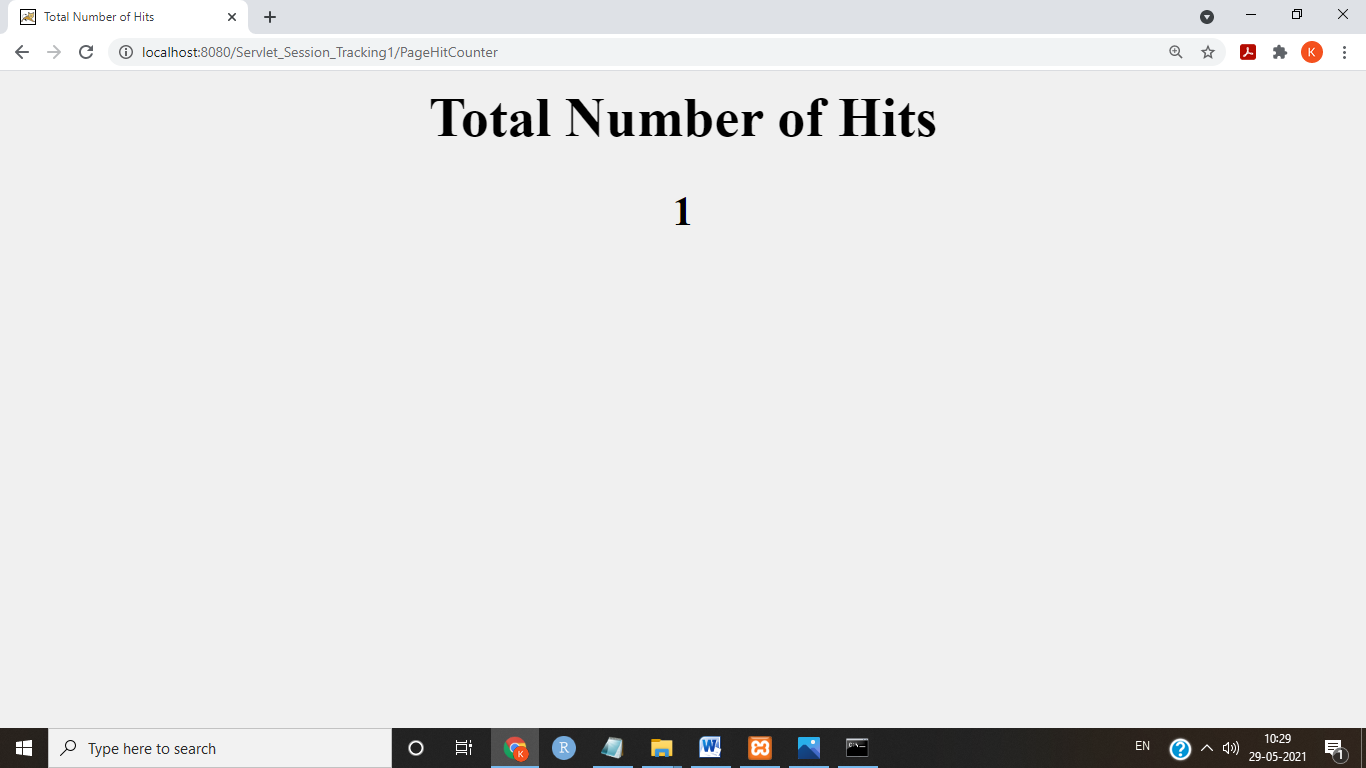 Total Number of Hits
localhost:8080/Servlet_Session_Tracking1/PageHitCounter
K
Total Number of Hits
1
Type here to search
K
R
W
EN
10:29
29-05-2021
1